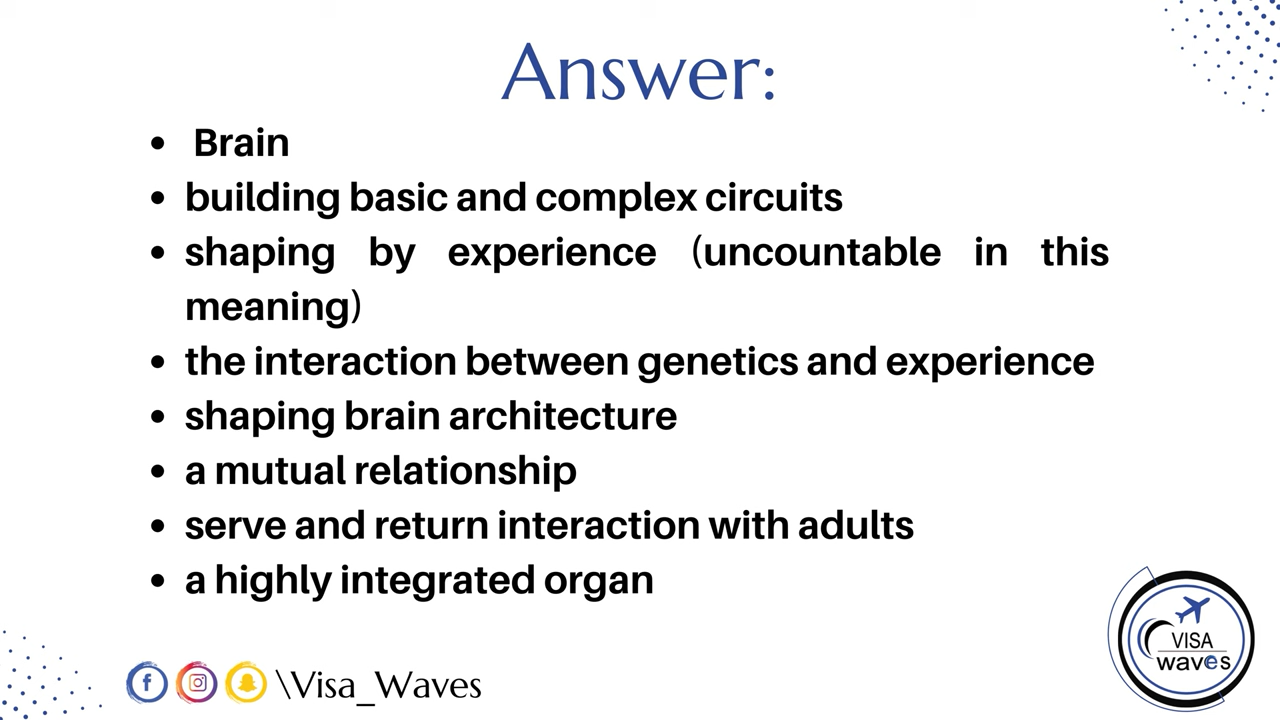 Answer:
• Brain
• building basic and complex circuits
• shaping by experience (uncountable in this
meaning)
• the interaction between genetics and experience
• shaping brain architecture
• a mutual relationship
• serve and return interaction with adults
• a highly integrated organ
\Visa_Waves
VISA
waves